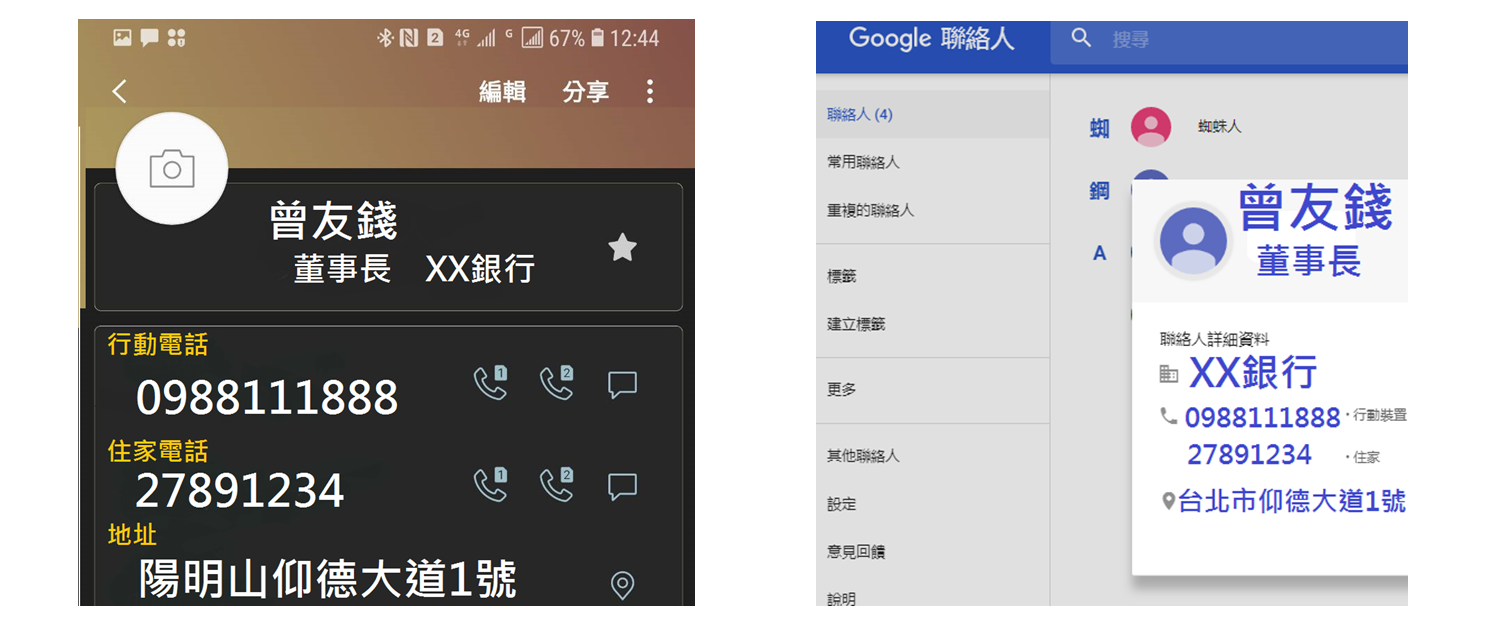 4G G 67% 12:44
編輯 分享
曾友錢
董事長 XX銀行
行動電話
0988111888
住家電話
27891234
地址
陽明山仰德大道1號
Google 聯絡人 搜尋
聯絡人 (4)
常用聯絡人
重複的聯絡人
標籤
建立標籤
更多
其他聯絡人
設定
意見回饋
說明
蜘 蜘蛛人
鋼
A
曾友錢
董事長
聯絡人詳細資料
XX銀行
0988111888 · 行動裝置
27891234 · 住家
台北市仰德大道1號